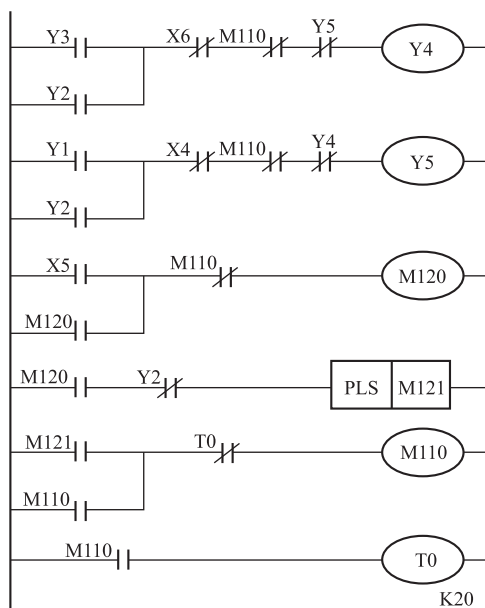 Y3 X6 M110 Y5 Y4
Y2
Y1 X4 M110 Y4 Y5
Y2
X5 M110 M120
M120
M120 Y2 PLS M121
M121 T0 M110
M110
M110 T0
K20